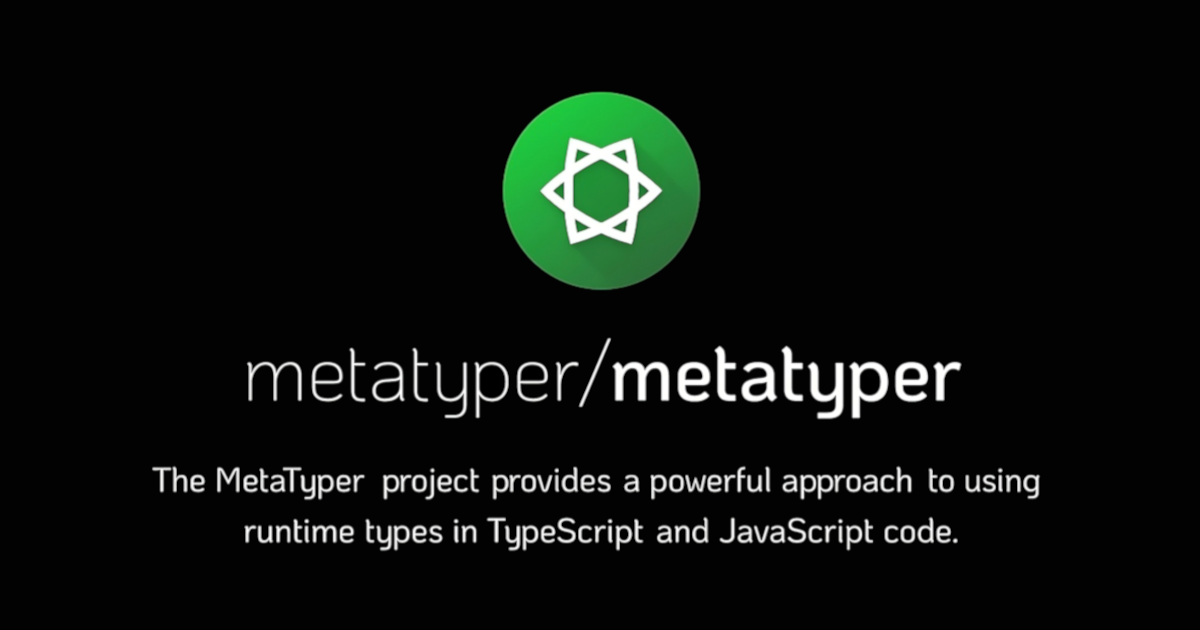 metatyper/metatyper
The MetaTyper project provides a powerful approach to using
runtime types in TypeScript and JavaScript code.